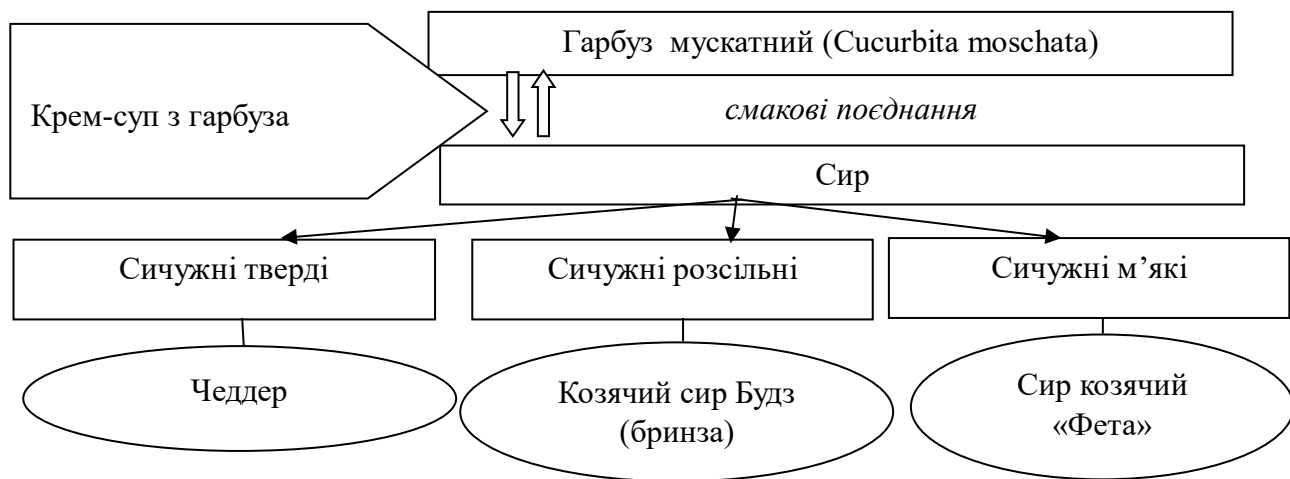 Гарбуз мускатний (Cucurbita moschata)
Крем-суп з гарбуза
смакові поєднання
Сир
Сичужні тверді
Сичужні розсільні
Сичужні м’які
Чеддер
Козячий сир Будз
(бринза)
Сир козячий
«Фета»